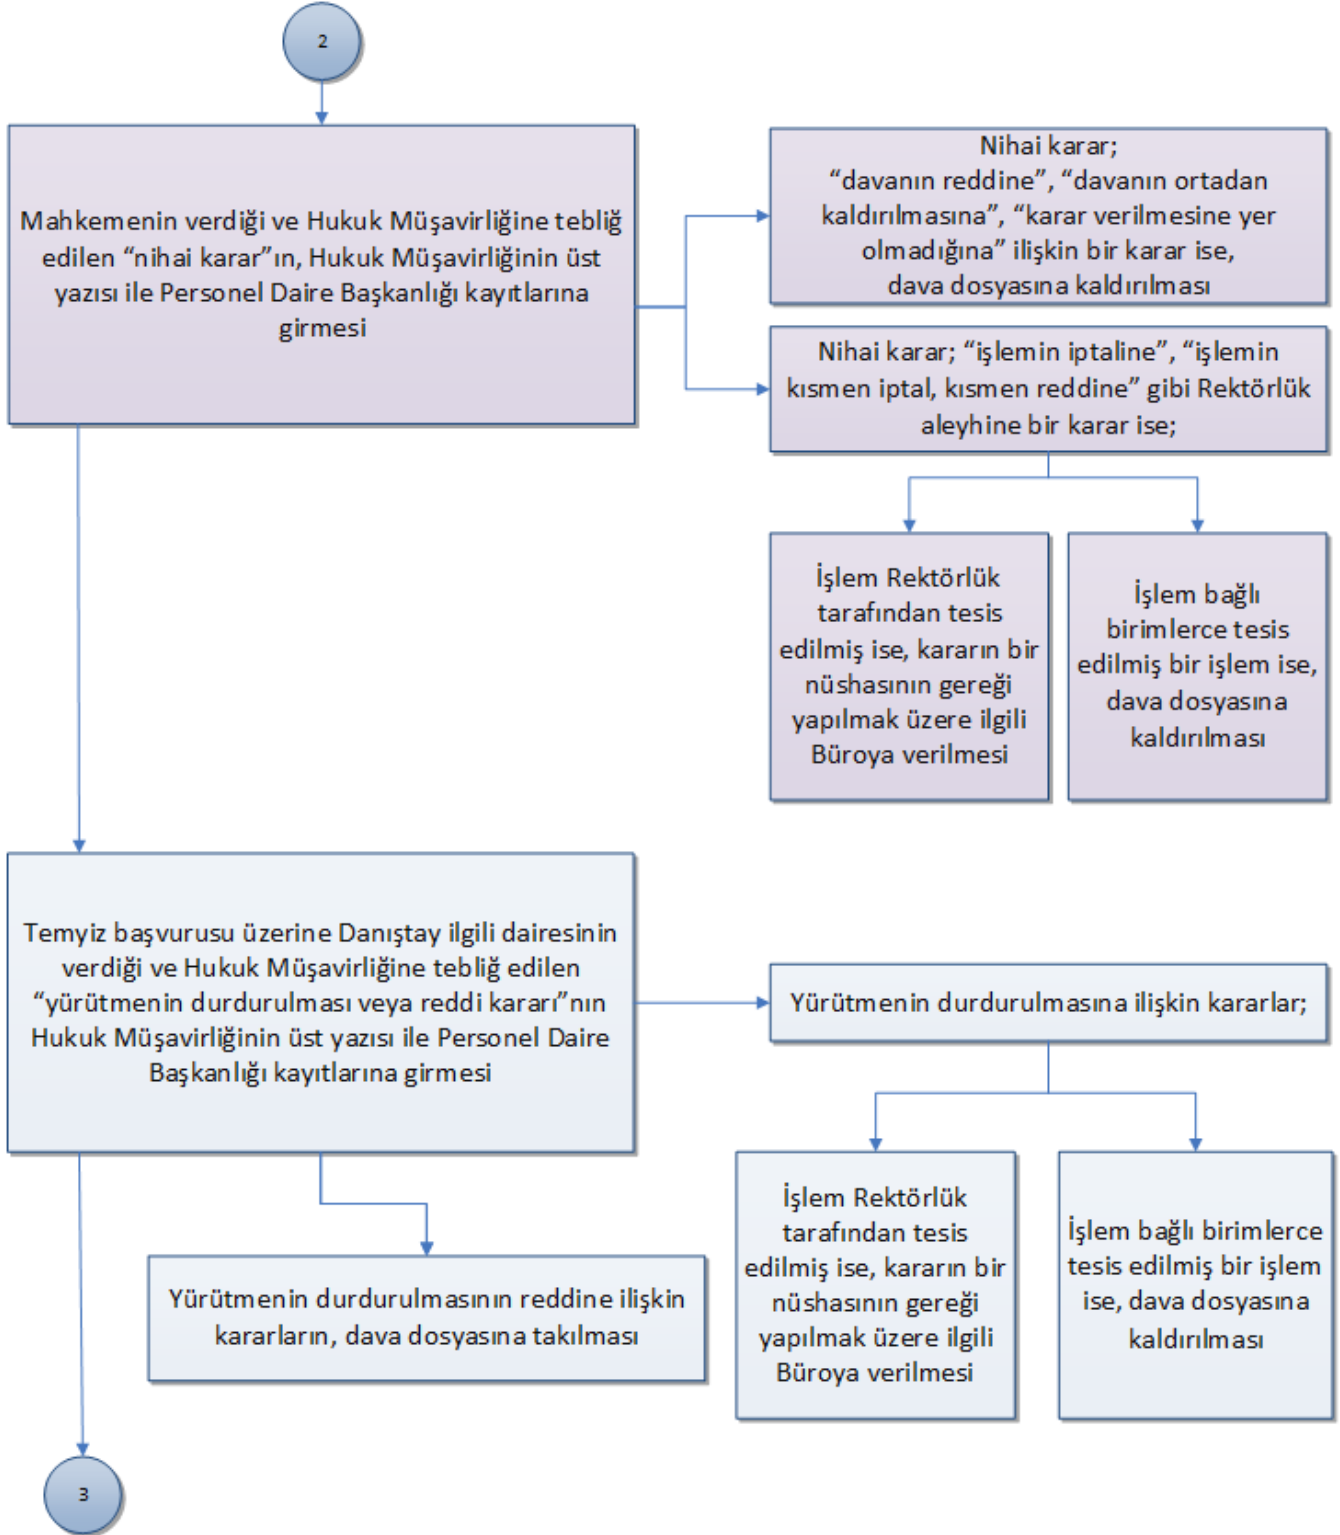 2
Mahkemenin verdiği ve Hukuk Müşavirliğine tebliğ
edilen “nihai karar”ın, Hukuk Müşavirliğinin üst
yazısı ile Personel Daire Başkanlığı kayıtlarına
girmesi
Nihai karar;
“davanın reddine”, “davanın ortadan
kaldırılmasına”, “karar verilmesine yer
olmadığına” ilişkin bir karar ise,
dava dosyasına kaldırılması
Nihai karar; “işlemin iptaline”, “işlemin
kısmen iptal, kısmen reddine” gibi Rektörlük
aleyhine bir karar ise;
İşlem Rektörlük
tarafından tesis
edilmiş ise, kararın bir
nüshasının gereği
yapılmak üzere ilgili
Büroya verilmesi
İşlem bağlı
birimlerce tesis
edilmiş bir işlem ise,
dava dosyasına
kaldırılması
Temyiz başvurusu üzerine Danıştay ilgili dairesinin
verdiği ve Hukuk Müşavirliğine tebliğ edilen
“yürütmenin durdurulması veya reddi kararı”nın
Hukuk Müşavirliğinin üst yazısı ile Personel Daire
Başkanlığı kayıtlarına girmesi
Yürütmenin durdurulmasına ilişkin kararlar;
İşlem Rektörlük
tarafından tesis
edilmiş ise, kararın bir
nüshasının gereği
yapılmak üzere ilgili
Büroya verilmesi
İşlem bağlı birimlerce
tesis edilmiş bir işlem
ise, dava dosyasına
kaldırılması
Yürütmenin durdurulmasının reddine ilişkin
kararların, dava dosyasına takılması
3